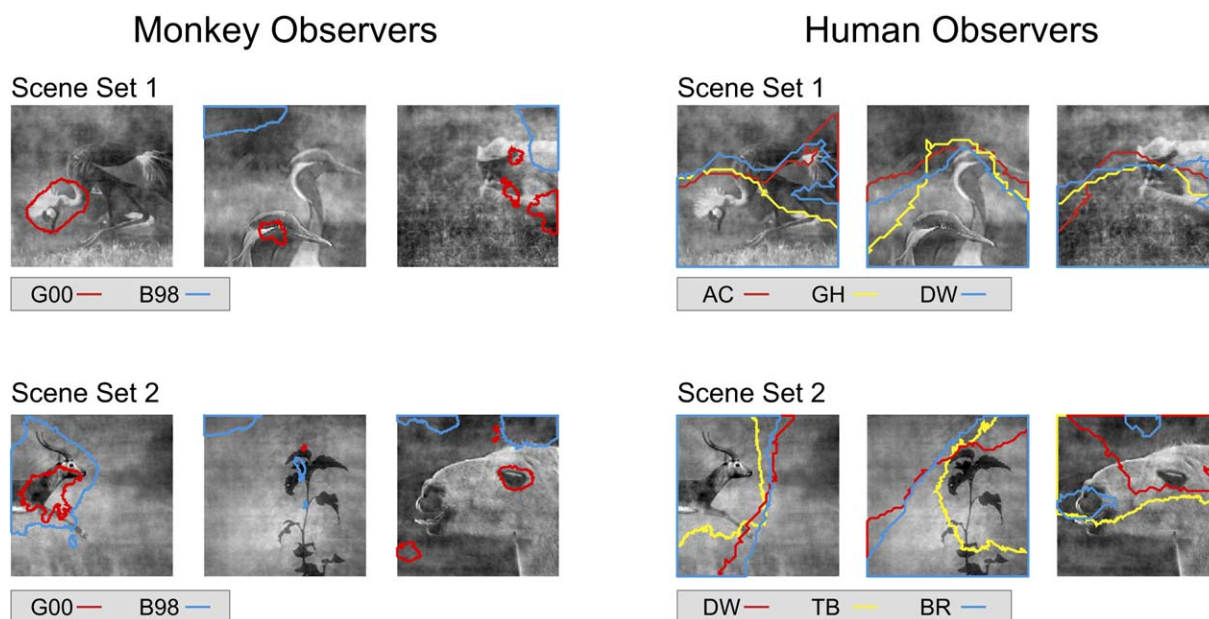 Monkey Observers
Human Observers
Scene Set 1
Scene Set 1
G00 B98
AC GH DW
Scene Set 2
Scene Set 2
G00 B98
DW TB BR